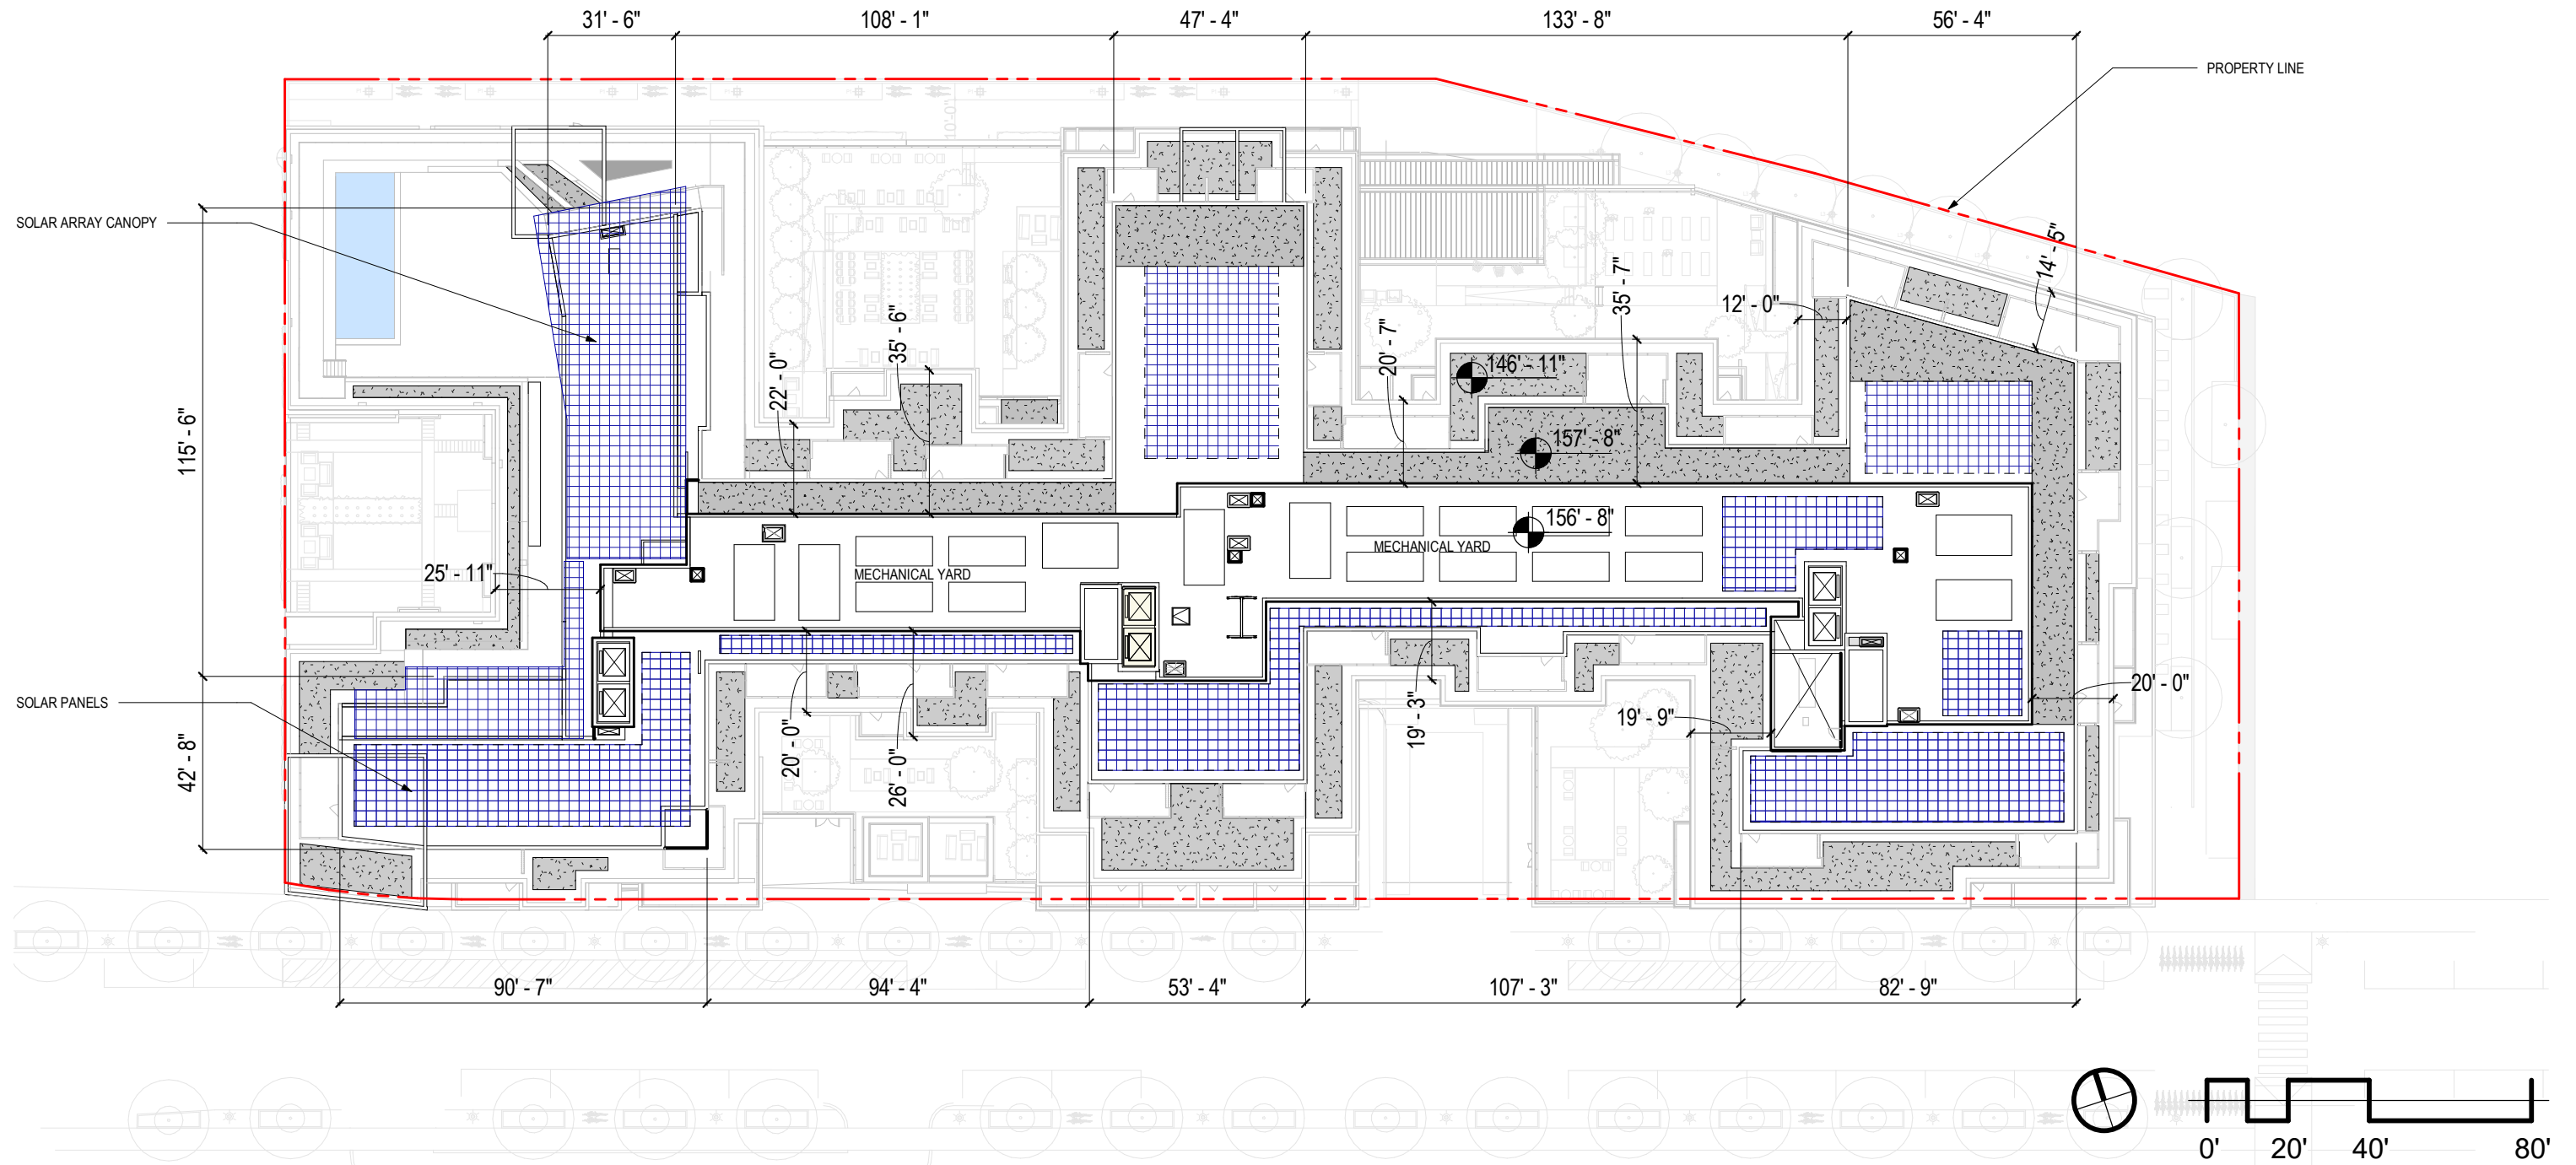 31' - 6" 108' - 1" 47' - 4" 133' - 8" 56' - 4"
PROPERTY LINE
10'-0"
SOLAR ARRAY CANOPY
14' - 5"
12' - 0"
35' - 7"
20' - 7"
35' - 6"
22' - 0"
146' - 11"
115' - 6"
157' - 8"
156' - 8"
MECHANICAL YARD
25' - 11"
MECHANICAL YARD
20' - 0"
SOLAR PANELS
19' - 3"
19' - 9"
20' - 0"
26' - 0"
42' - 8"
90' - 7" 94' - 4" 53' - 4" 107' - 3" 82' - 9"
0' 20' 40' 80'